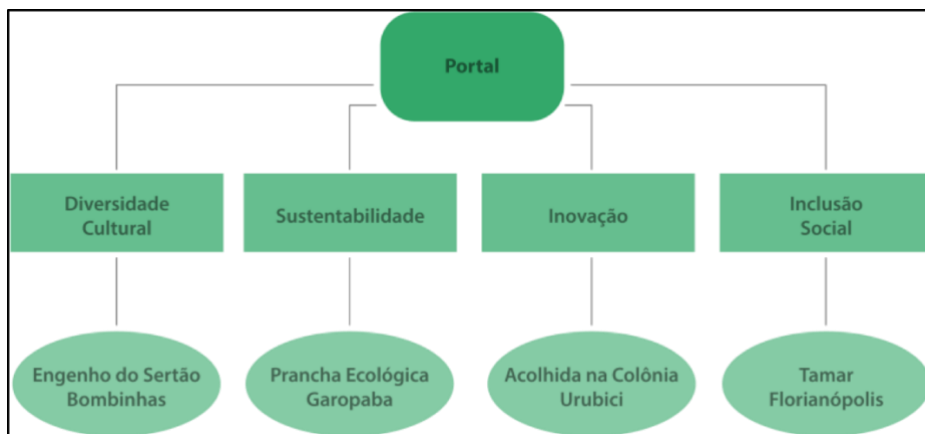 Portal
Diversidade
Cultural
Sustentabilidade
Inovação
Inclusão
Social
Engenho do Sertão
Bombinhas
Prancha Ecológica
Garopaba
Acolhida na Colônia
Urubici
Tamar
Florianópolis